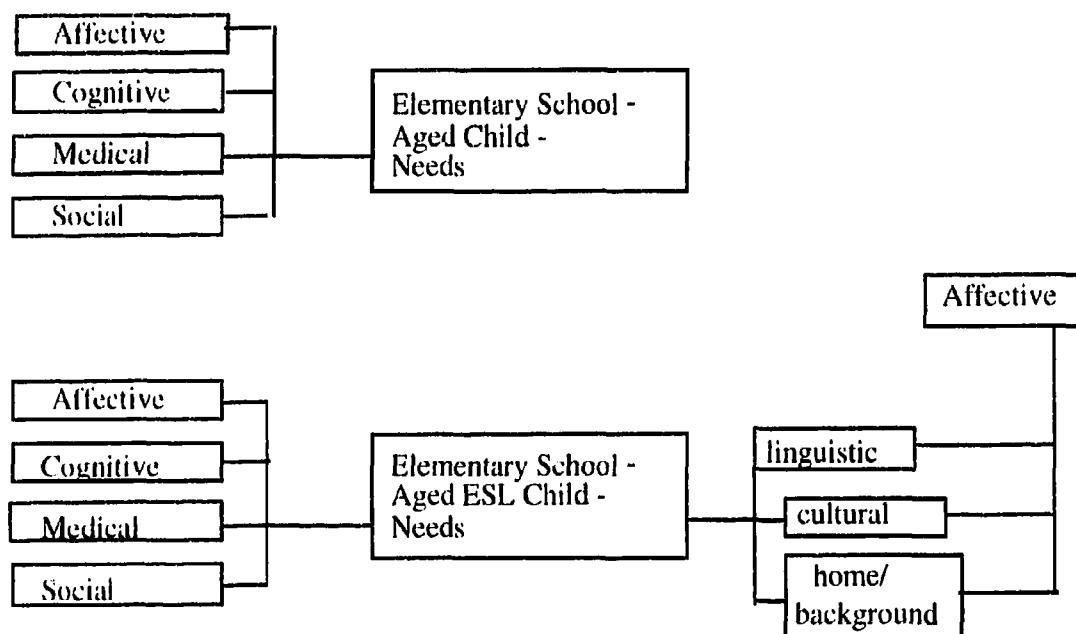 Affective
Cognitive
Medical
Social
Elementary School -
Aged Child -
Needs
Affective
Affective
Cognitive
Medical
Social
Elementary School -
Aged ESL Child -
Needs
linguistic
cultural
home/
background